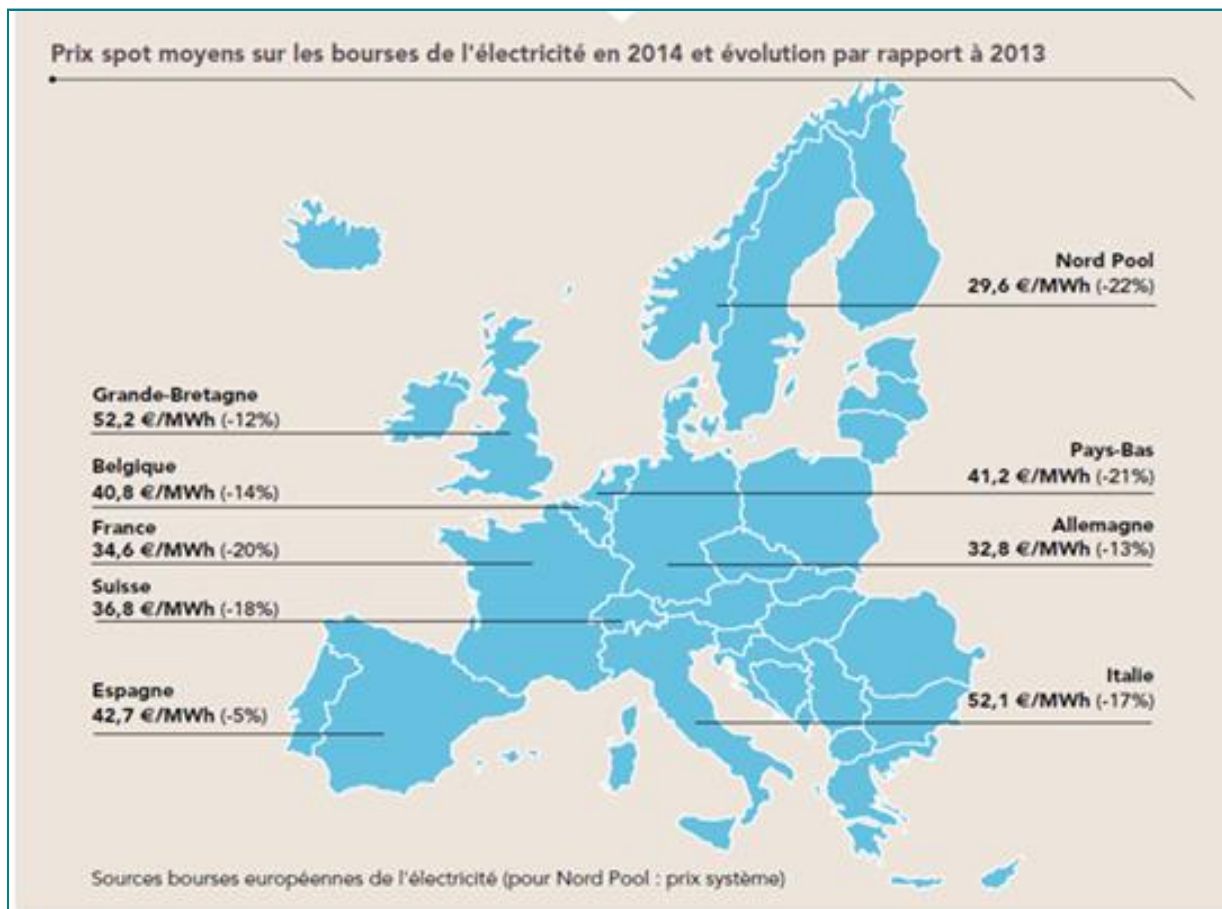 Prix spot moyens sur les bourses de l'électricité en 2014 et évolution par rapport à 2013
Nord Pool
29,6 €/MWh (-22%)
Grande-Bretagne
52,2 €/MWh (-12%)
Belgique
40,8 €/MWh (-14%)
Pays-Bas
41,2 €/MWh (-21%)
France
34,6 €/MWh (-20%)
Allemagne
32,8 €/MWh (-13%)
Suisse
36,8 €/MWh (-18%)
Espagne
42,7 €/MWh (-5%)
Italie
52,1 €/MWh (-17%)
Sources bourses européennes de l'électricité (pour Nord Pool : prix système)